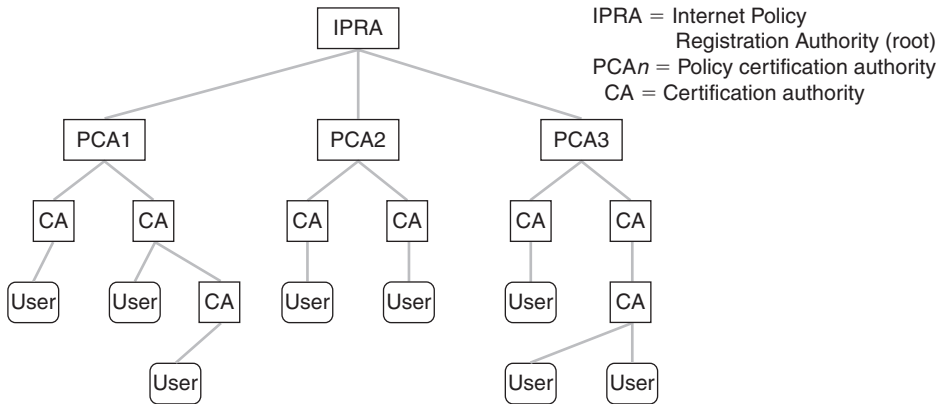 IPRA
IPRA = Internet Policy
Registration Authority (root)
PCAn = Policy certification authority
CA = Certification authority
PCA1
PCA2
PCA3
CA
CA
CA
CA
CA
CA
User
User
CA
User
User
User
CA
User
User
User